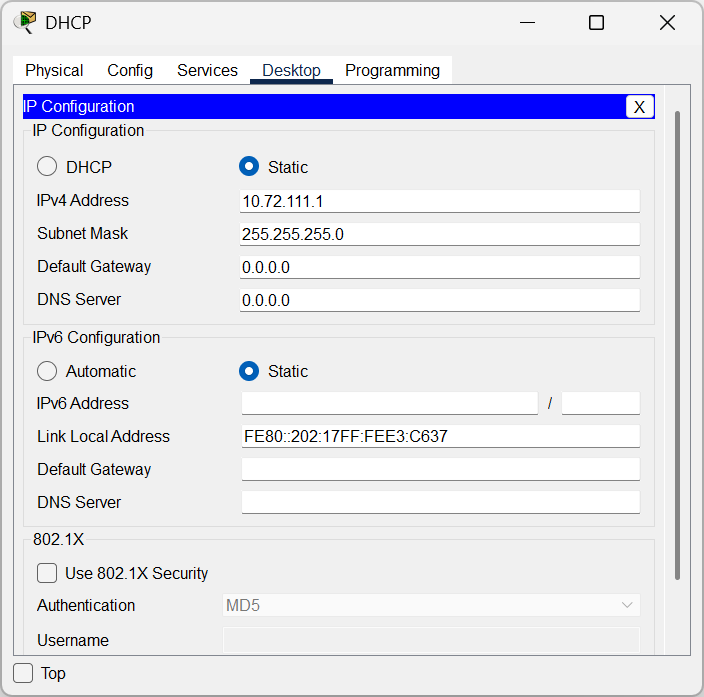 DHCP
Physical Config Services Desktop Programming
IP Configuration X
IP Configuration
DHCP Static
IPv4 Address 10.72.111.1
Subnet Mask 255.255.255.0
Default Gateway 0.0.0.0
DNS Server 0.0.0.0
IPv6 Configuration
Automatic Static
IPv6 Address /
Link Local Address FE80::202:17FF:FEE3:C637
Default Gateway
DNS Server
802.1X
Use 802.1X Security
Authentication MD5
Username
Top